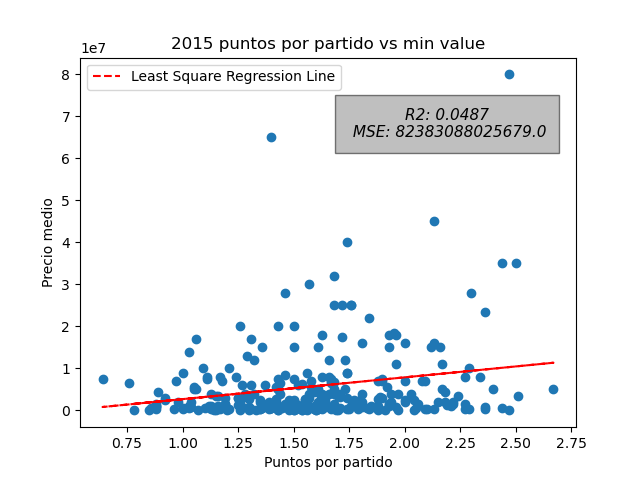 2015 puntos por partido vs min value
1e7
Least Square Regression Line
R2: 0.0487
MSE: 82383088025679.0
8
7
6
5
4
3
2
1
0
Precio medio
0.75 1.00 1.25 1.50 1.75 2.00 2.25 2.50 2.75
Puntos por partido